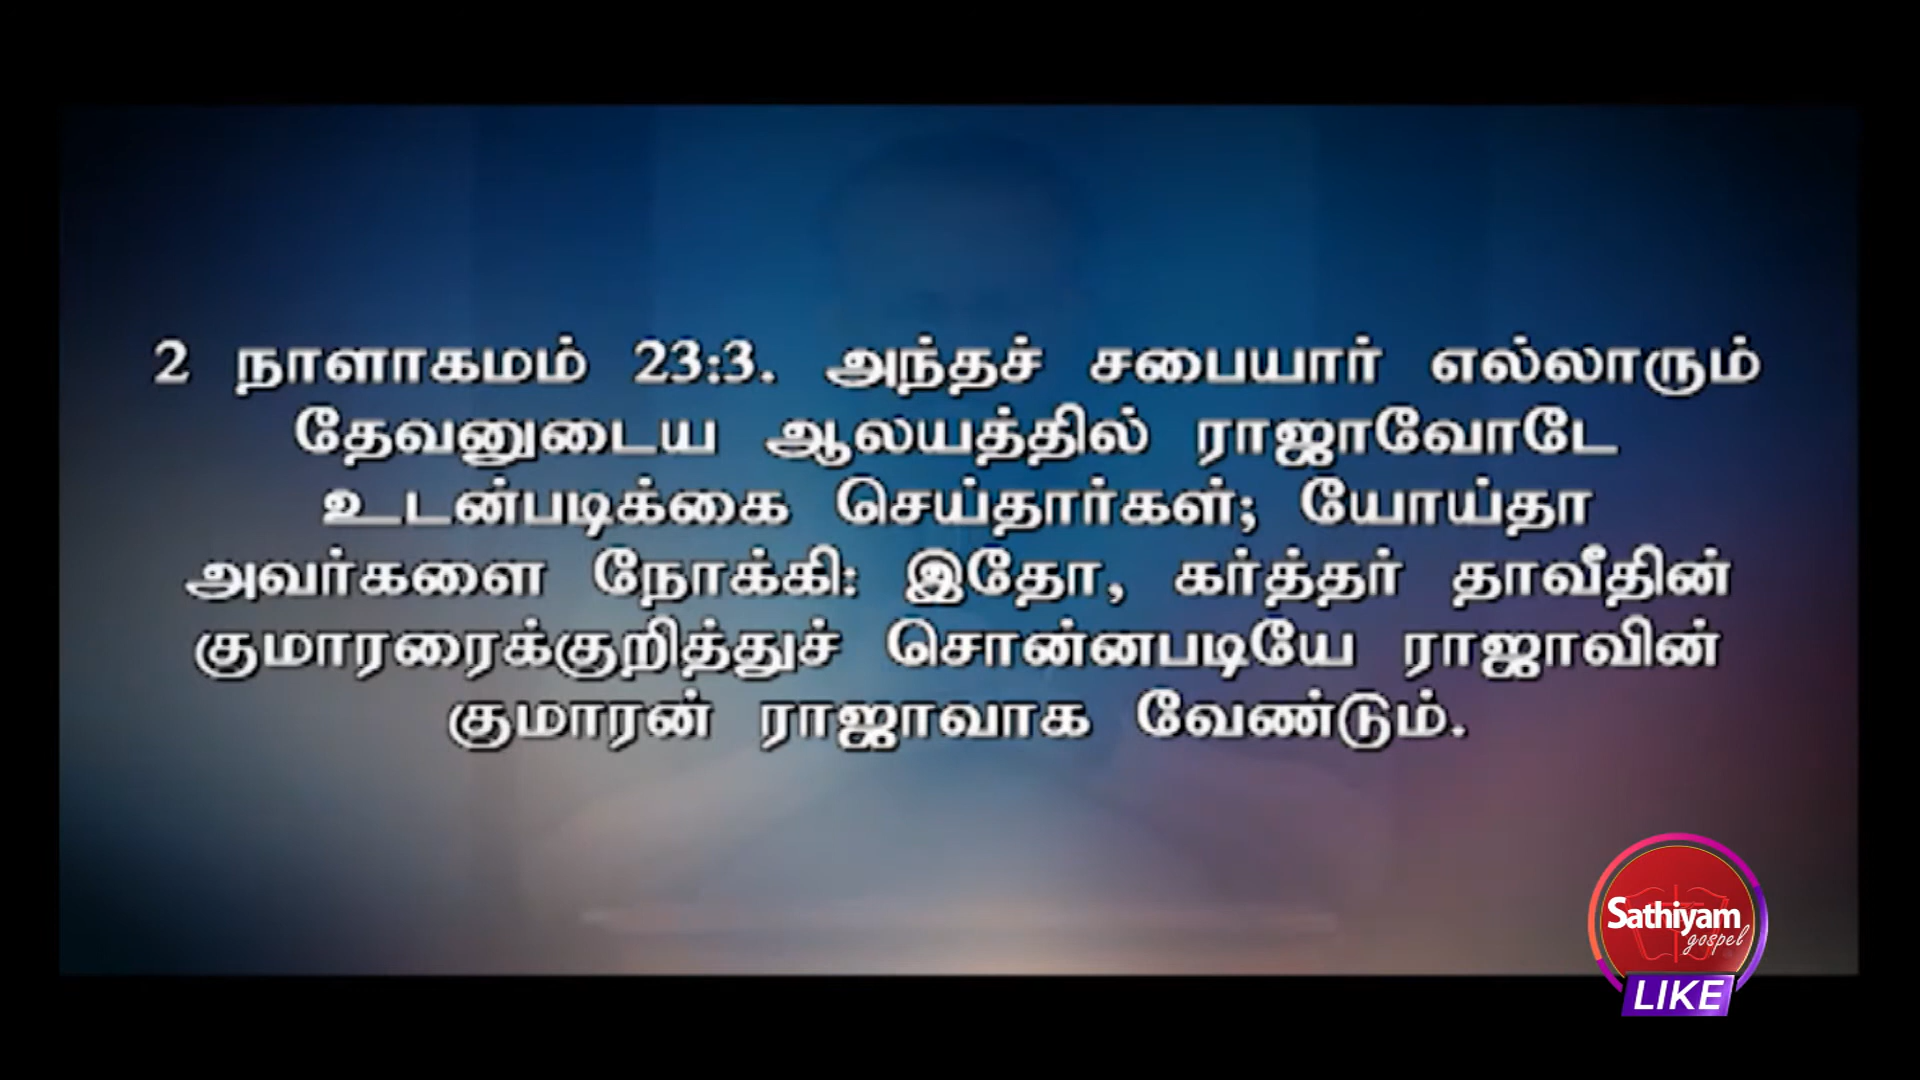 2 நாளாகமம் 23:3. அந்தச் சபையார் எல்லாரும்
தேவனுடைய ஆலயத்தில் ராஜாவோடே
உடன்படிக்கை செய்தார்கள்; யோய்தா
அவர்களை நோக்கி: இதோ, கர்த்தர் தாவீதின்
குமாரரைக்குறித்துச் சொன்னபடியே ராஜாவின்
குமாரன் ராஜாவாக வேண்டும்.
Sathiyam
gospel
LIKE